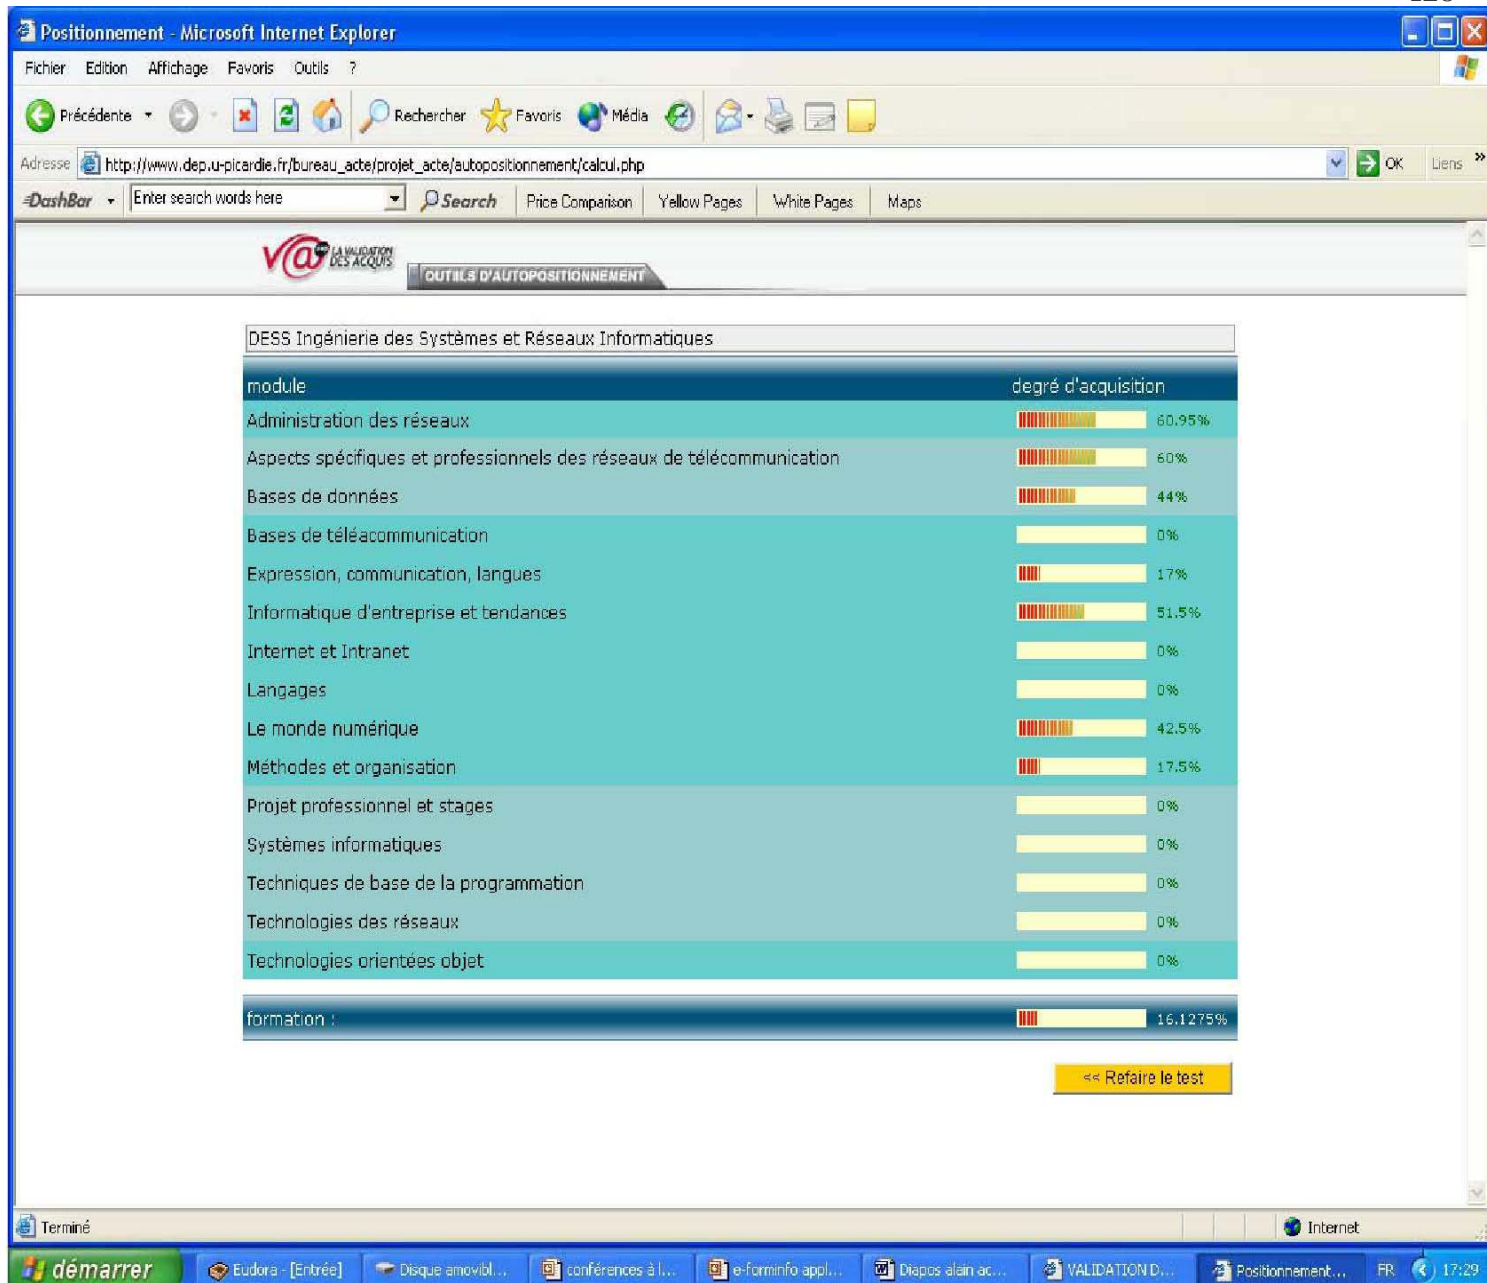 Positionnement - Microsoft Internet Explorer
Fichier Edition Affichage Favoris Outils ?
Précédente Rechercher Favoris Média
Adresse http://www.dep.u-picardie.fr/bureau_acte/projet_acte/autopositionnement/calcul.php OK Liens »
DashBar Enter search words here Search Price Comparison Yellow Pages White Pages Maps
V@ LA VALIDATION
DES ACQUIS
OUTILS D'AUTOPOSITIONNEMENT
DESS Ingénierie des Systèmes et Réseaux Informatiques
module degré d'acquisition
Administration des réseaux 60.95%
Aspects spécifiques et professionnels des réseaux de télécommunication 60%
Bases de données 44%
Bases de téléacommunication 0%
Expression, communication, langues 17%
Informatique d'entreprise et tendances 51.5%
Internet et Intranet 0%
Langages 0%
Le monde numérique 42.5%
Méthodes et organisation 17.5%
Projet professionnel et stages 0%
Systèmes informatiques 0%
Techniques de base de la programmation 0%
Technologies des réseaux 0%
Technologies orientées objet 0%
formation : 16.1275%
<< Refaire le test
Terminé Internet
démarrer Eudora - [Entrée] Disque amovibl... conférences à l... e-forminfo appl... Diapos alain ac... VALIDATION D... Positionnement... FR 17:29